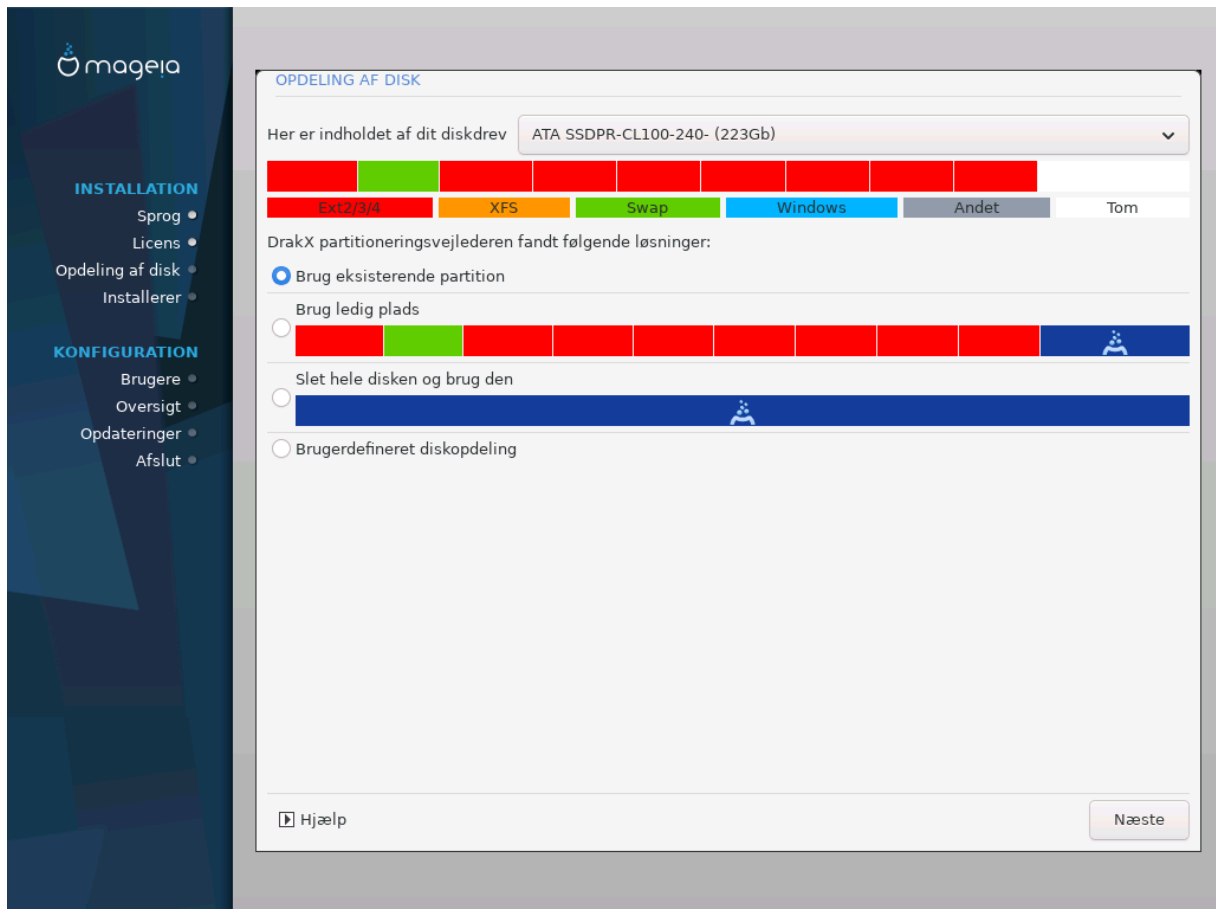 mageia
INSTALLATION
Sprog
Licens
Opdeling af disk
Installerer
KONFIGURATION
Brugere
Oversigt
Opdateringer
Afslut
OPDELING AF DISK
Her er indholdet af dit diskdrev ATA SSDPR-CL100-240- (223Gb)
Ext2/3/4 XFS Swap Windows Andet Tom
DrakX partitioneringsvejlederen fandt følgende løsninger:
Brug eksisterende partition
Brug ledig plads
Slet hele disken og brug den
Brugerdefineret diskopdeling
Hjælp
Næste